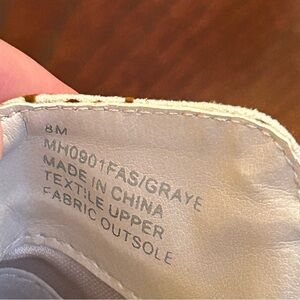 8M
MH0901FAS/GRAYE
MADE IN CHINA
TEXTILE UPPER
FABRIC OUTSOLE